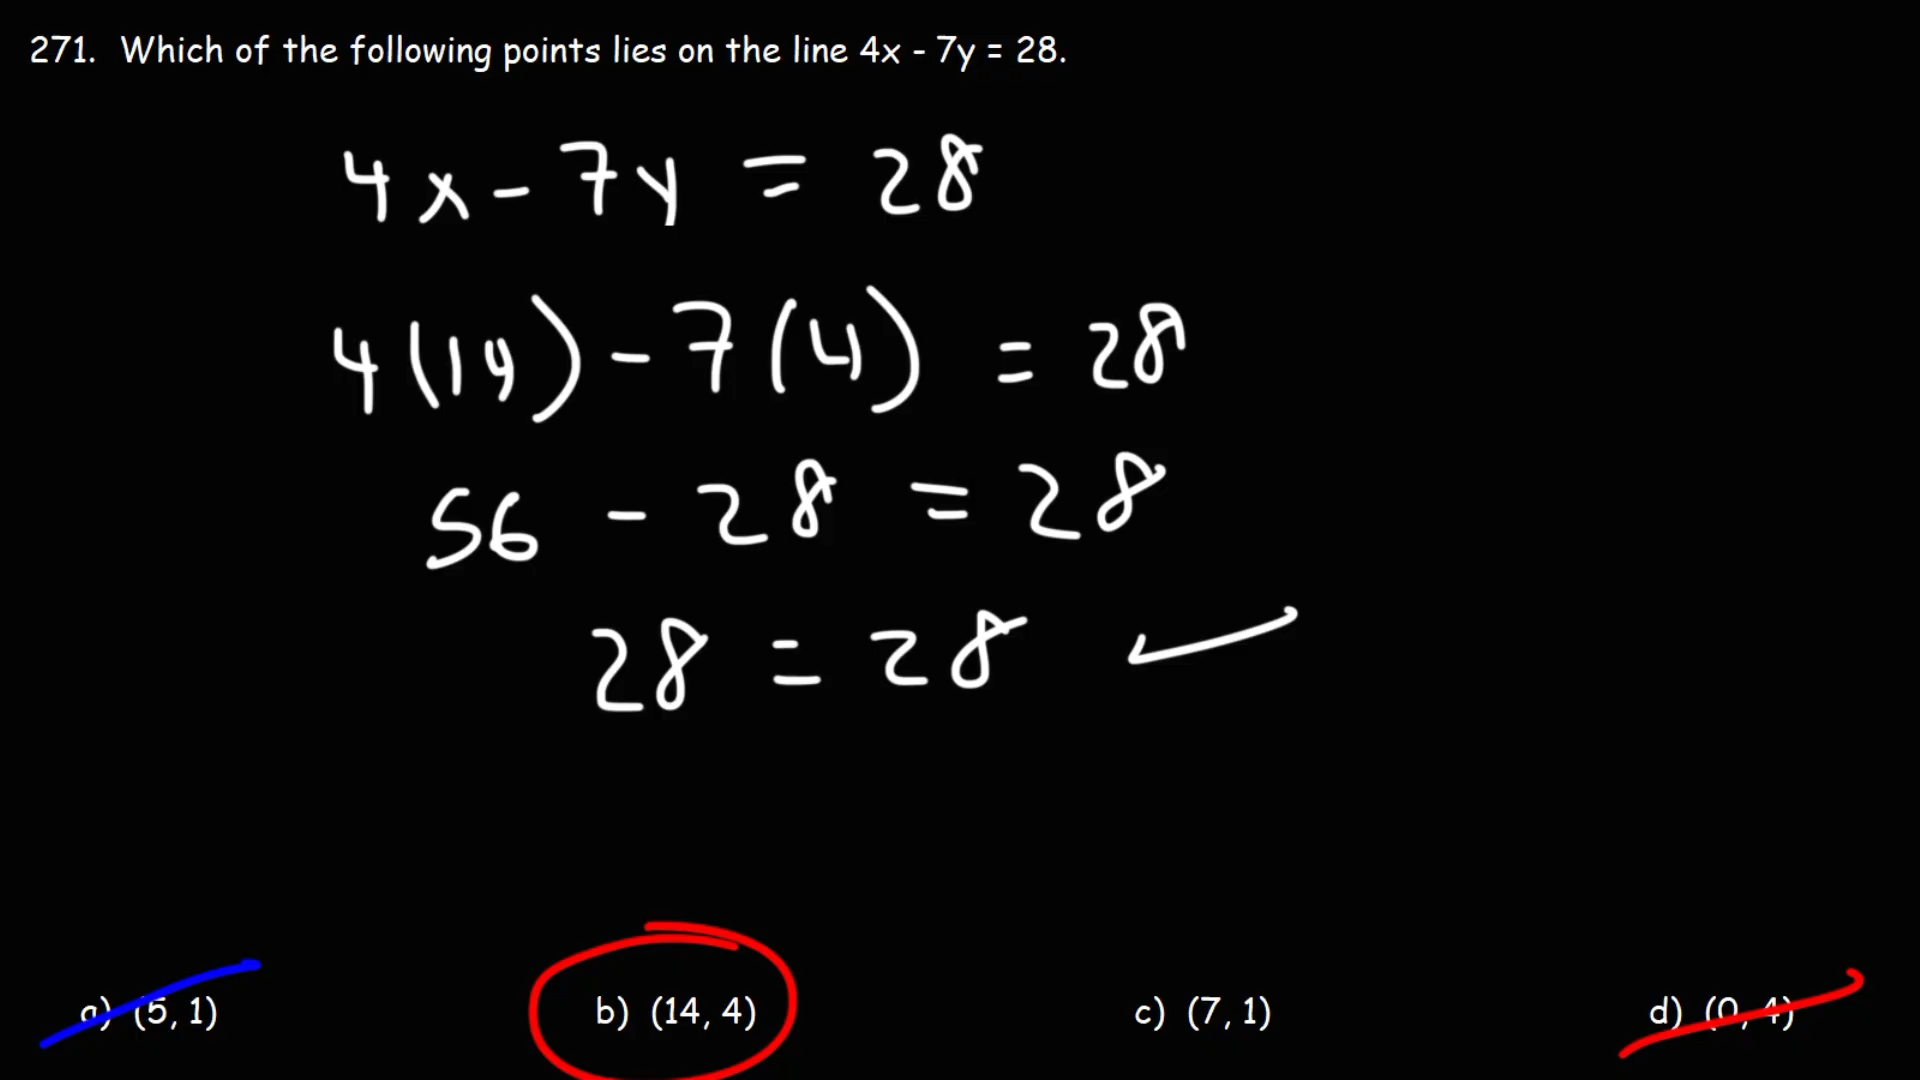 271. Which of the following points lies on the line 4x - 7y = 28.
4x - 7y = 28
4(14) - 7(4) = 28
56 - 28 = 28
28 = 28 ✓
a) (5, 1) b) (14, 4) c) (7, 1) d) (0, 4)